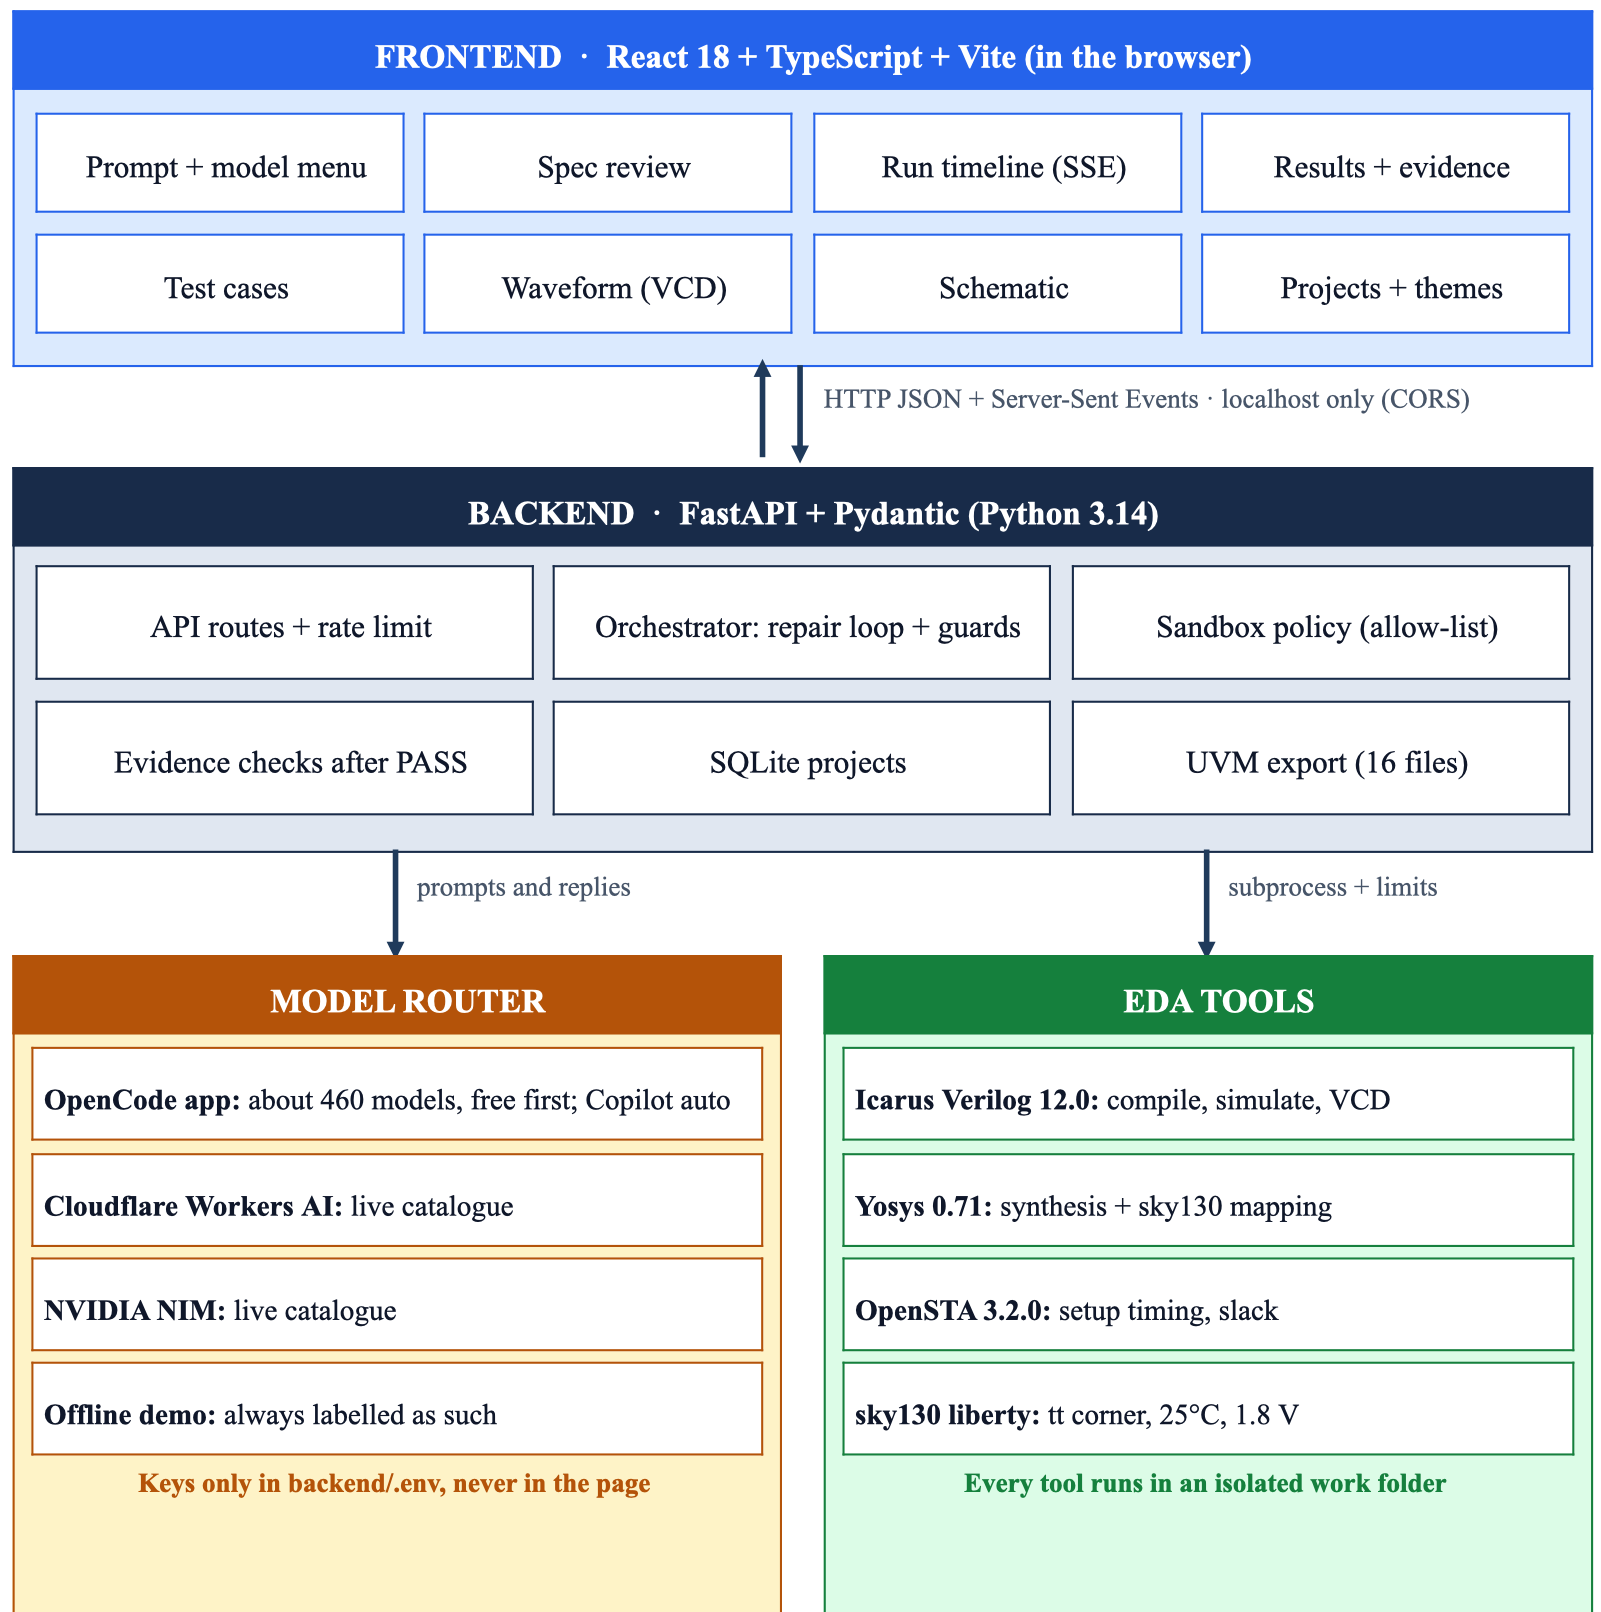 FRONTEND · React 18 + TypeScript + Vite (in the browser)
Prompt + model menu
Spec review
Run timeline (SSE)
Results + evidence
Test cases
Waveform (VCD)
Schematic
Projects + themes
HTTP JSON + Server-Sent Events · localhost only (CORS)
BACKEND · FastAPI + Pydantic (Python 3.14)
API routes + rate limit
Orchestrator: repair loop + guards
Sandbox policy (allow-list)
Evidence checks after PASS
SQLite projects
UVM export (16 files)
prompts and replies
subprocess + limits
MODEL ROUTER
OpenCode app: about 460 models, free first; Copilot auto
Cloudflare Workers AI: live catalogue
NVIDIA NIM: live catalogue
Offline demo: always labelled as such
Keys only in backend/.env, never in the page
EDA TOOLS
Icarus Verilog 12.0: compile, simulate, VCD
Yosys 0.71: synthesis + sky130 mapping
OpenSTA 3.2.0: setup timing, slack
sky130 liberty: tt corner, 25°C, 1.8 V
Every tool runs in an isolated work folder